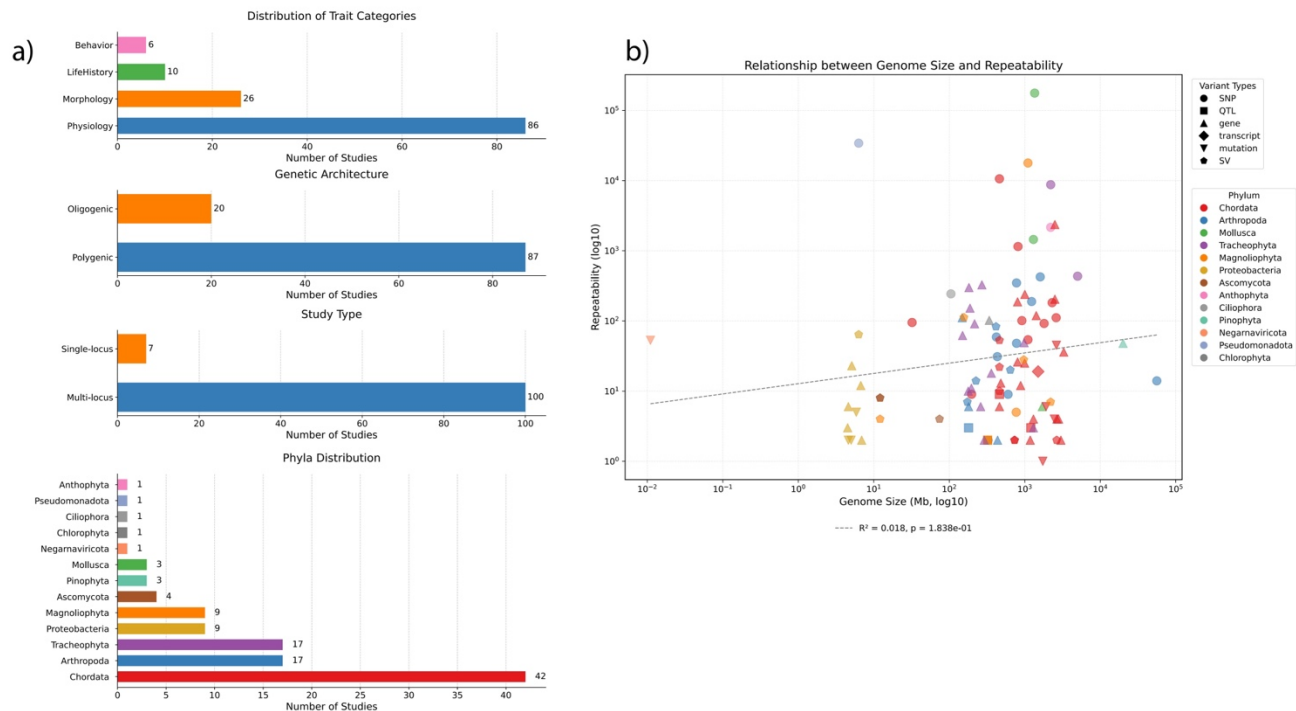 a)
Distribution of Trait Categories
Behavior 6
LifeHistory 10
Morphology 26
Physiology 86
0 20 40 60 80
Number of Studies
Genetic Architecture
Oligogenic 20
Polygenic 87
0 20 40 60 80
Number of Studies
Study Type
Single-locus 7
Multi-locus 100
0 20 40 60 80 100
Number of Studies
Phyla Distribution
Anthophyta 1
Pseudomonadota 1
Ciliophora 1
Chlorophyta 1
Negarnaviricota 1
Mollusca 3
Pinophyta 3
Ascomycota 4
Magnoliophyta 9
Proteobacteria 9
Tracheophyta 17
Arthropoda 17
Chordata 42
0 5 10 15 20 25 30 35 40
Number of Studies
b)
Relationship between Genome Size and Repeatability
Repeatability (log10)
10⁵
10⁴
10³
10²
10¹
10⁰
10⁻² 10⁻¹ 10⁰ 10¹ 10² 10³ 10⁴ 10⁵
Genome Size (Mb, log10)
R² = 0.018, p = 1.838e-01
Variant Types
SNP
QTL
gene
transcript
mutation
SV
Phylum
Chordata
Arthropoda
Mollusca
Tracheophyta
Magnoliophyta
Proteobacteria
Ascomycota
Anthophyta
Ciliophora
Pinophyta
Negarnaviricota
Pseudomonadota
Chlorophyta